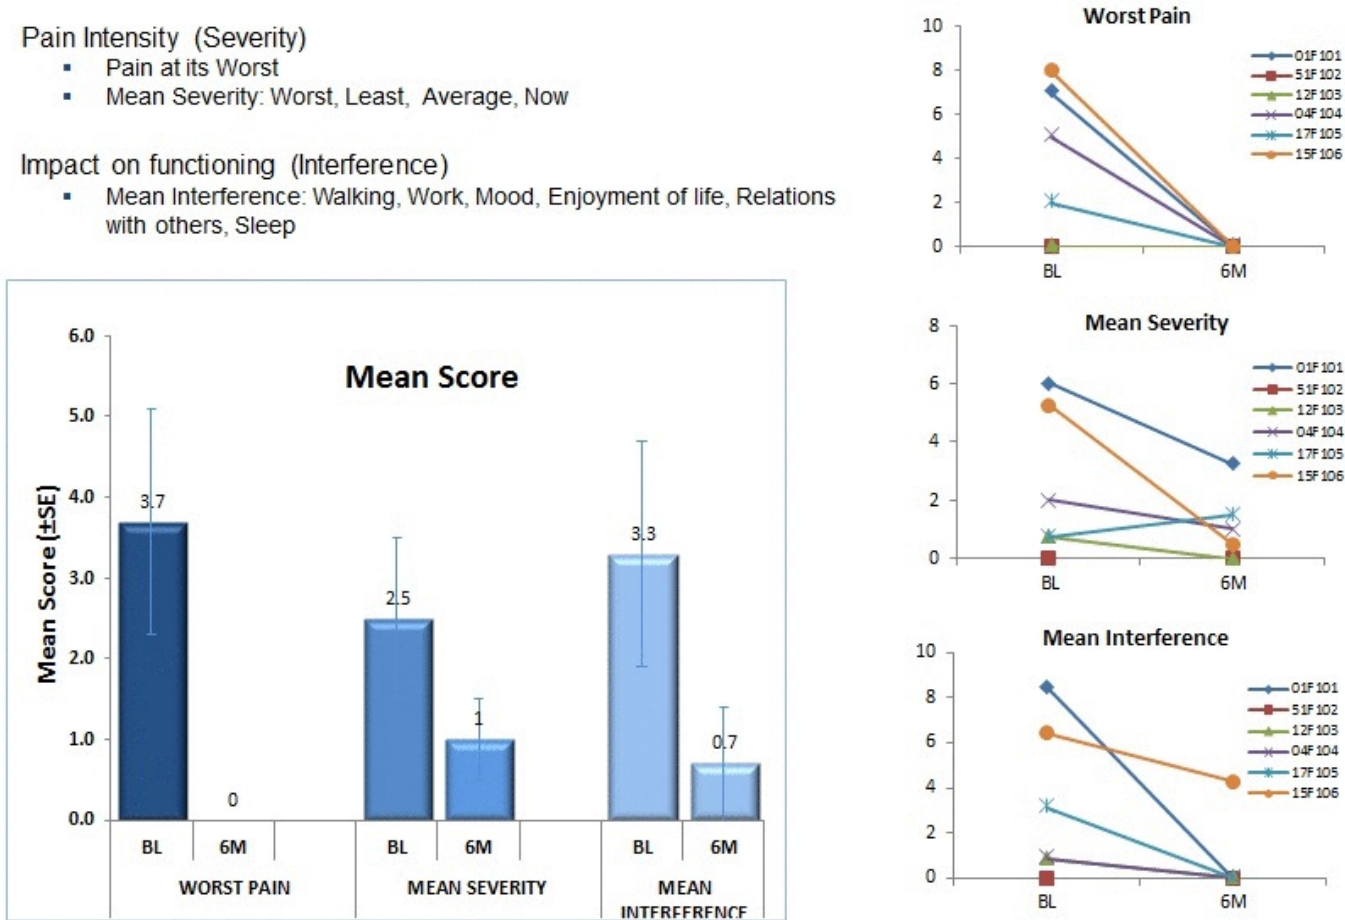 Pain Intensity (Severity)
▪ Pain at its Worst
▪ Mean Severity: Worst, Least, Average, Now
Impact on functioning (Interference)
▪ Mean Interference: Walking, Work, Mood, Enjoyment of life, Relations
with others, Sleep
Mean Score
Mean Score (±SE)
6.0
5.0
4.0
3.0
2.0
1.0
0.0
3.7
0
2.5
1
3.3
0.7
BL 6M BL 6M BL 6M
WORST PAIN MEAN SEVERITY MEAN
INTERFERENCE
Worst Pain
10
8
6
4
2
0
BL 6M
01F101
51F102
12F103
04F104
17F105
15F106
Mean Severity
8
6
4
2
0
BL 6M
01F101
51F102
12F103
04F104
17F105
15F106
Mean Interference
10
8
6
4
2
0
BL 6M
01F101
51F102
12F103
04F104
17F105
15F106